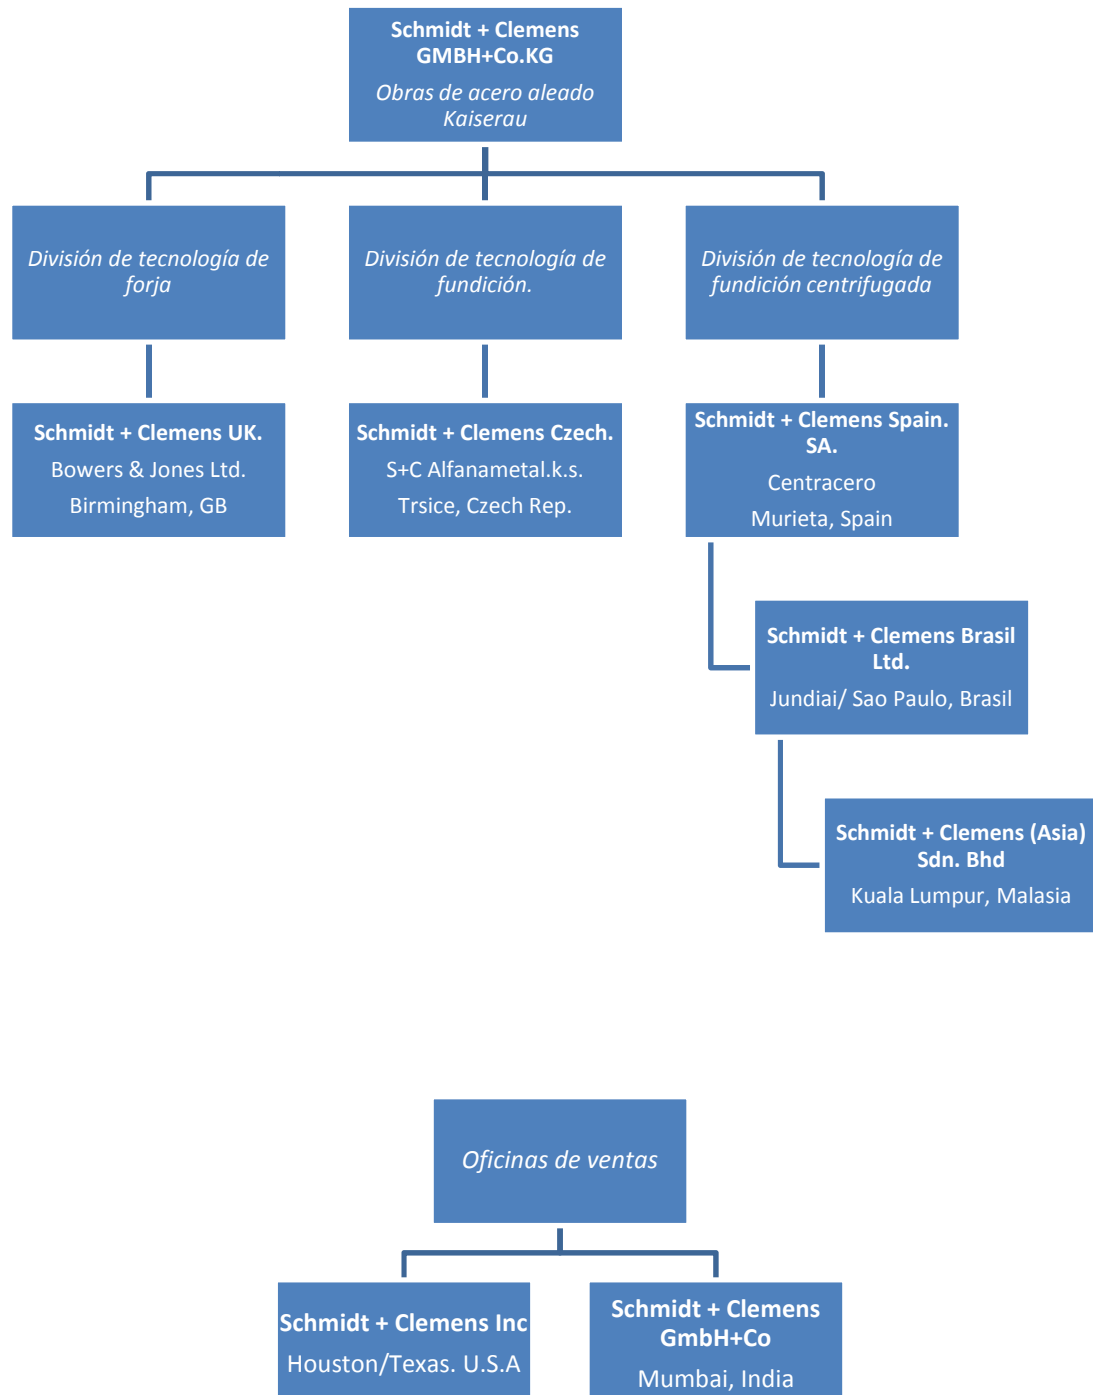 Schmidt + Clemens
GMBH+Co.KG
Obras de acero aleado
Kaiserau
División de tecnología de
forja
División de tecnología de
fundición.
División de tecnología de
fundición centrifugada
Schmidt + Clemens UK.
Bowers & Jones Ltd.
Birmingham, GB
Schmidt + Clemens Czech.
S+C Alfanametal.k.s.
Trsice, Czech Rep.
Schmidt + Clemens Spain.
SA.
Centracero
Murieta, Spain
Schmidt + Clemens Brasil
Ltd.
Jundiai/ Sao Paulo, Brasil
Schmidt + Clemens (Asia)
Sdn. Bhd
Kuala Lumpur, Malasia
Oficinas de ventas
Schmidt + Clemens Inc
Houston/Texas. U.S.A
Schmidt + Clemens
GmbH+Co
Mumbai, India